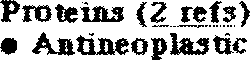 Proteins (2 refs)
● Antineoplastic